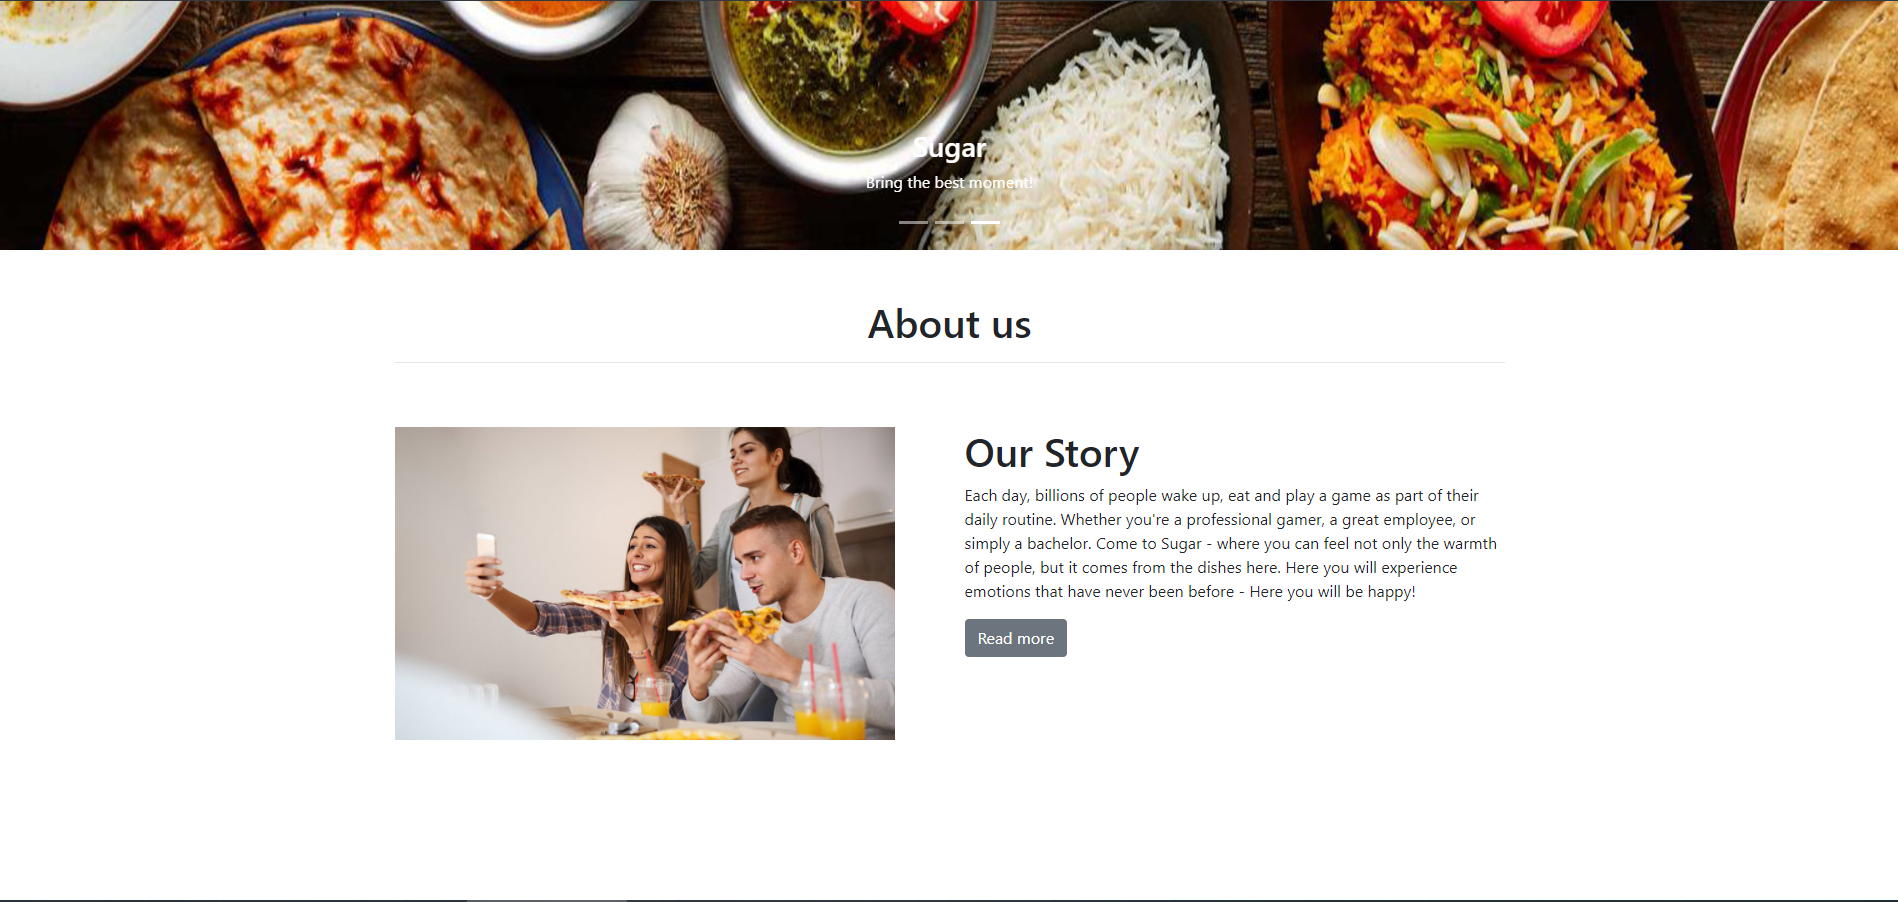 Sugar
Bring the best moment!
About us
Our Story
Each day, billions of people wake up, eat and play a game as part of their
daily routine. Whether you're a professional gamer, a great employee, or
simply a bachelor. Come to Sugar - where you can feel not only the warmth
of people, but it comes from the dishes here. Here you will experience
emotions that have never been before - Here you will be happy!
Read more